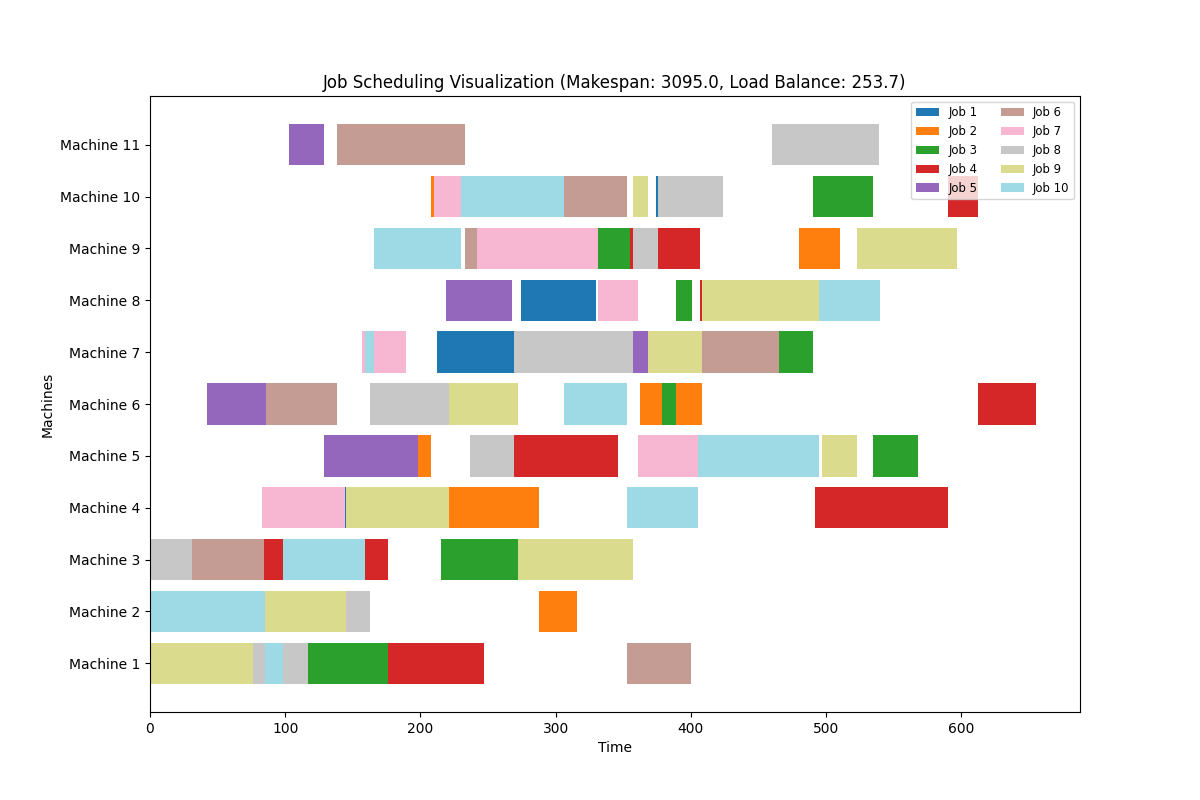 Job Scheduling Visualization (Makespan: 3095.0, Load Balance: 253.7)
Job 1
Job 2
Job 3
Job 4
Job 5
Job 6
Job 7
Job 8
Job 9
Job 10
Machine 11
Machine 10
Machine 9
Machine 8
Machine 7
Machine 6
Machine 5
Machine 4
Machine 3
Machine 2
Machine 1
Machines
0 100 200 300 400 500 600
Time